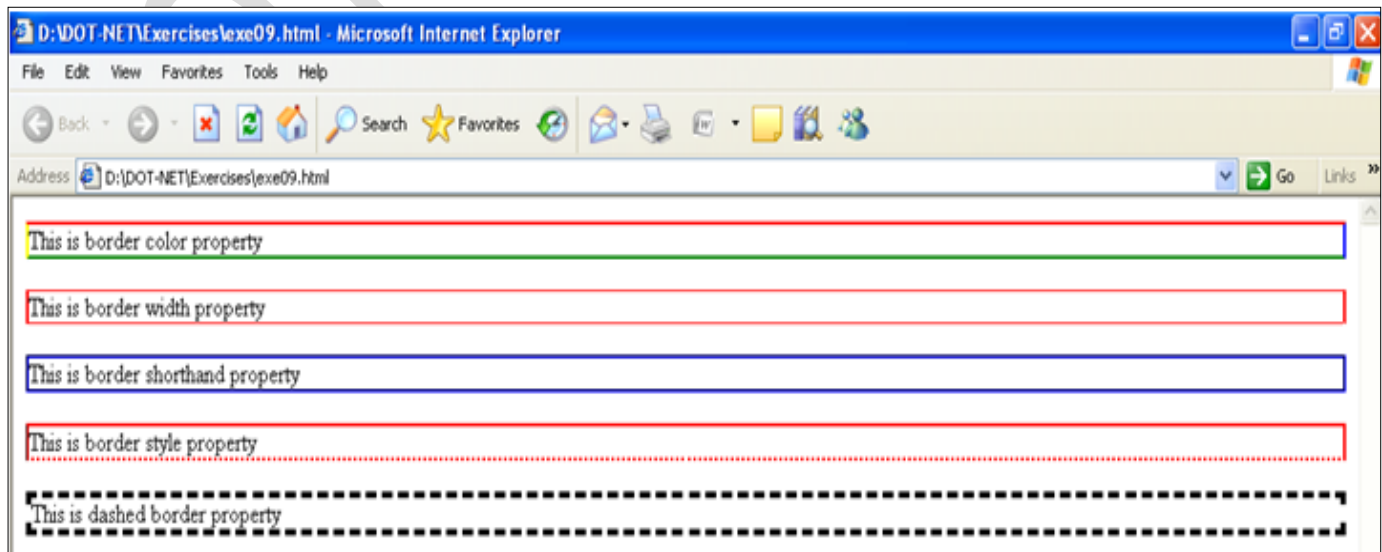 D:\DOT-NET\Exercises\exe09.html - Microsoft Internet Explorer
File Edit View Favorites Tools Help
Back Search Favorites
Address D:\DOT-NET\Exercises\exe09.html Go Links »
This is border color property
This is border width property
This is border shorthand property
This is border style property
This is dashed border property